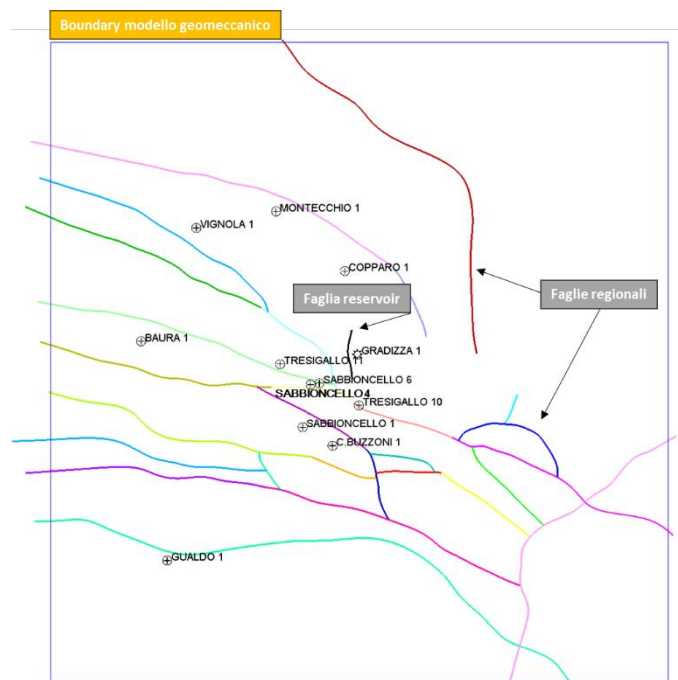 Boundary modello geomeccanico
MONTECCHIO 1
VIGNOLA 1
COPPARO 1
Faglia reservoir
Faglie regionali
BAURA 1
GRADIZZA 1
TRESIGALLO 11
SABBIONCELLO 6
SABBIONCELLO 4
TRESIGALLO 10
SABBIONCELLO 1
C.BUZZONI 1
GUALDO 1